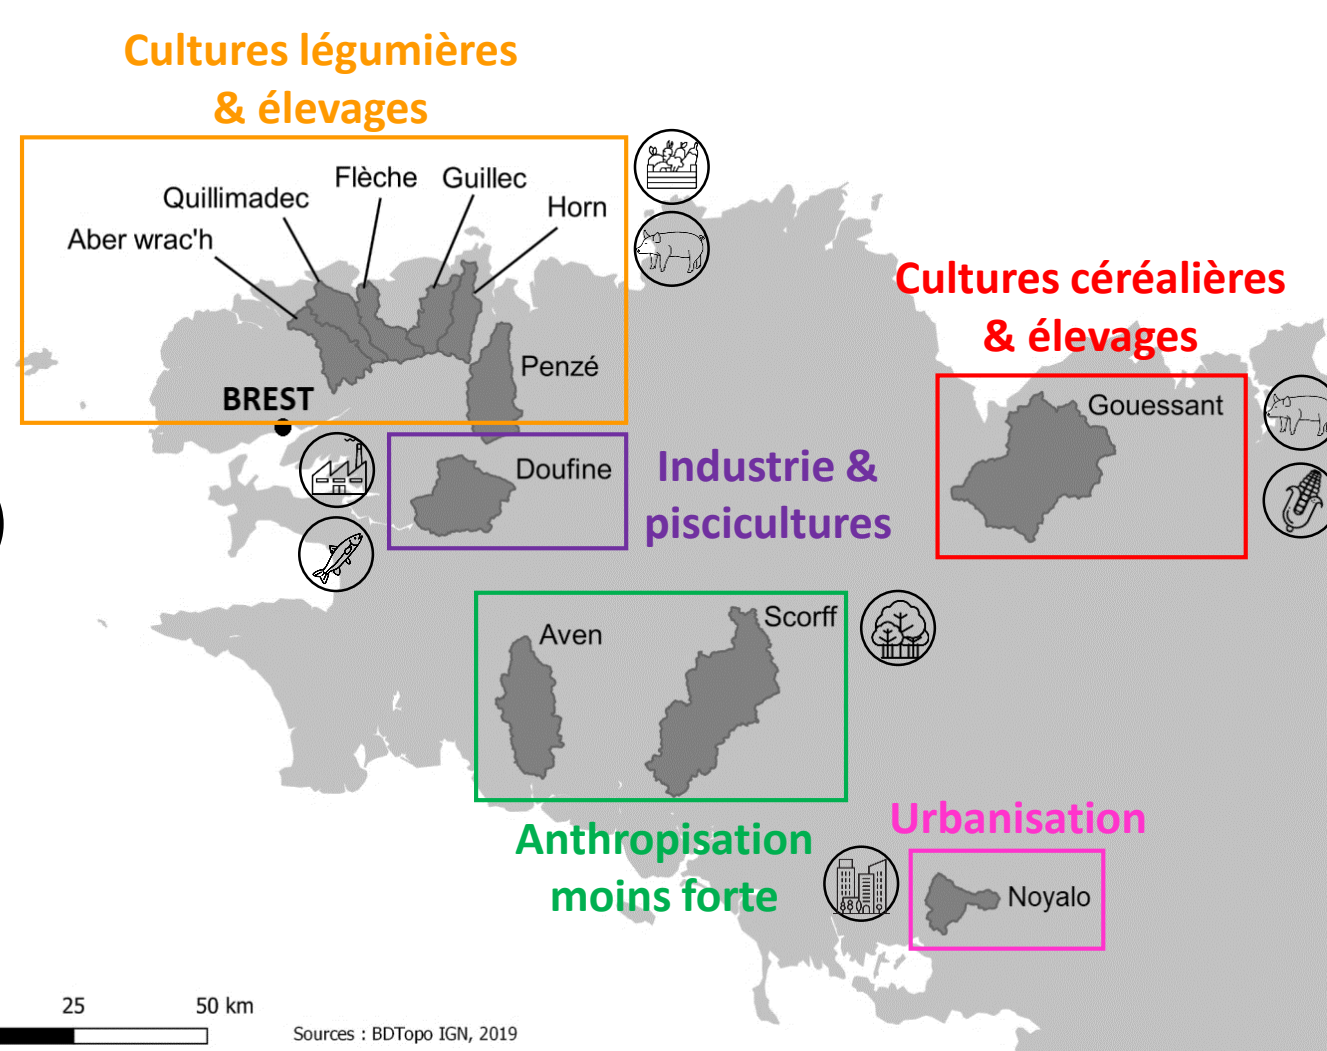 Cultures légumières
& élevages
Flèche
Guillec
Quillimadec
Horn
Aber wrac'h
Penzé
BREST
Cultures céréalières
& élevages
Gouessant
Doufine
Industrie &
piscicultures
Scorff
Aven
Anthropisation
moins forte
Urbanisation
Noyalo
25
50 km
Sources : BDTopo IGN, 2019